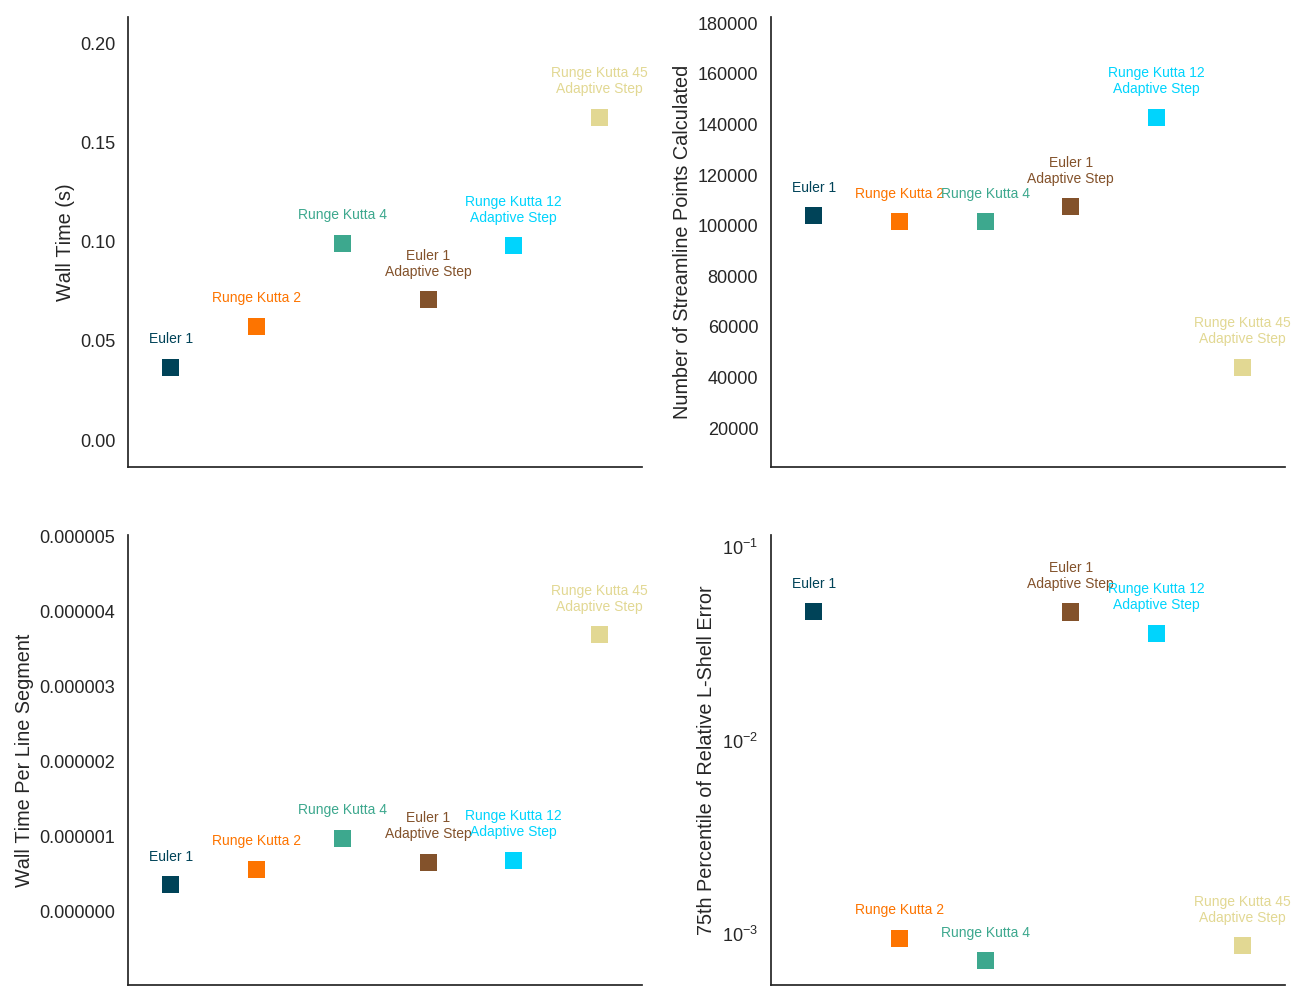 0.20
0.15
0.10
0.05
0.00
Wall Time (s)
Euler 1
Runge Kutta 2
Runge Kutta 4
Euler 1
Adaptive Step
Runge Kutta 12
Adaptive Step
Runge Kutta 45
Adaptive Step
180000
160000
140000
120000
100000
80000
60000
40000
20000
Number of Streamline Points Calculated
Euler 1
Runge Kutta 2
Runge Kutta 4
Euler 1
Adaptive Step
Runge Kutta 12
Adaptive Step
Runge Kutta 45
Adaptive Step
0.000005
0.000004
0.000003
0.000002
0.000001
0.000000
Wall Time Per Line Segment
Euler 1
Runge Kutta 2
Runge Kutta 4
Euler 1
Adaptive Step
Runge Kutta 12
Adaptive Step
Runge Kutta 45
Adaptive Step
10⁻¹
10⁻²
10⁻³
75th Percentile of Relative L-Shell Error
Euler 1
Runge Kutta 2
Runge Kutta 4
Euler 1
Adaptive Step
Runge Kutta 12
Adaptive Step
Runge Kutta 45
Adaptive Step